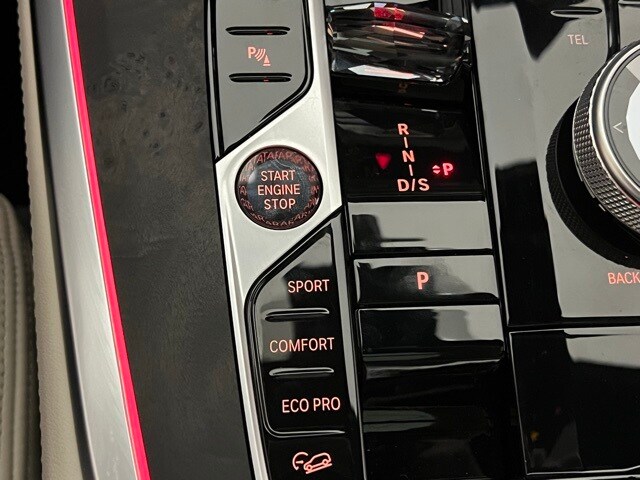 P
TEL
R
N
D/S
P
START
ENGINE
STOP
P
SPORT
COMFORT
ECO PRO
BACK